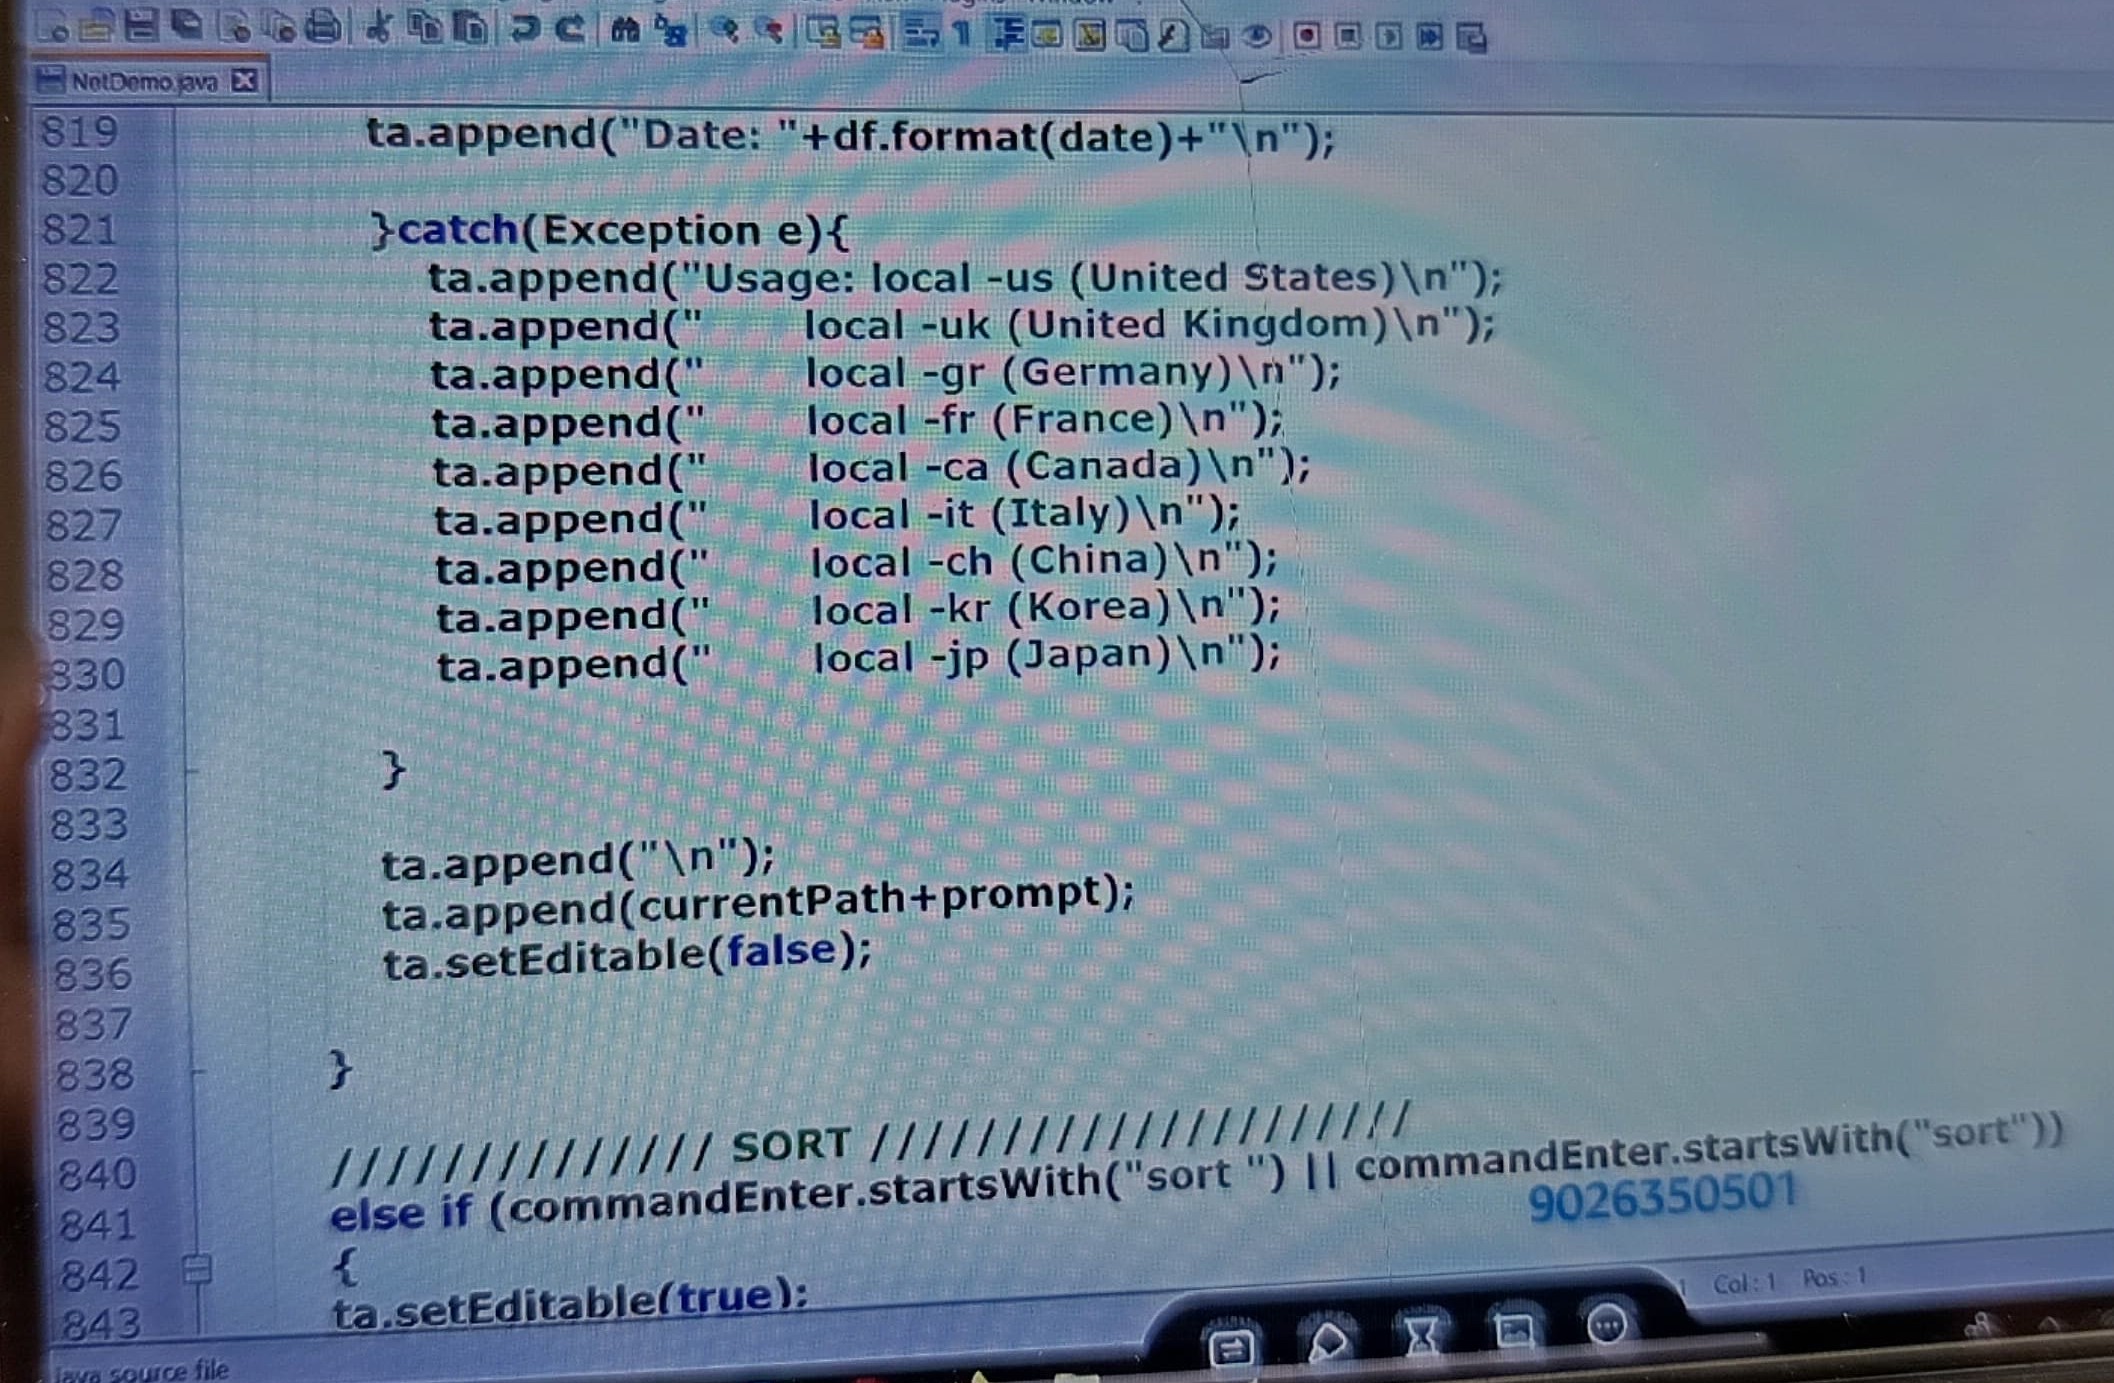 NotDemo.java
819 ta.append("Date: "+df.format(date)+"\n");
820
821 }catch(Exception e){
822 ta.append("Usage: local -us (United States)\n");
823 ta.append("      local -uk (United Kingdom)\n");
824 ta.append("      local -gr (Germany)\n");
825 ta.append("      local -fr (France)\n");
826 ta.append("      local -ca (Canada)\n");
827 ta.append("      local -it (Italy)\n");
828 ta.append("      local -ch (China)\n");
829 ta.append("      local -kr (Korea)\n");
830 ta.append("      local -jp (Japan)\n");
831
832 }
833
834 ta.append("\n");
835 ta.append(currentPath+prompt);
836 ta.setEditable(false);
837
838 }
839
840 ////////////// SORT ////////////////////
841 else if (commandEnter.startsWith("sort ") || commandEnter.startsWith("sort"))
9026350501
842 {
843 ta.setEditable(true);
Java source file
Col : 1 Pos : 1